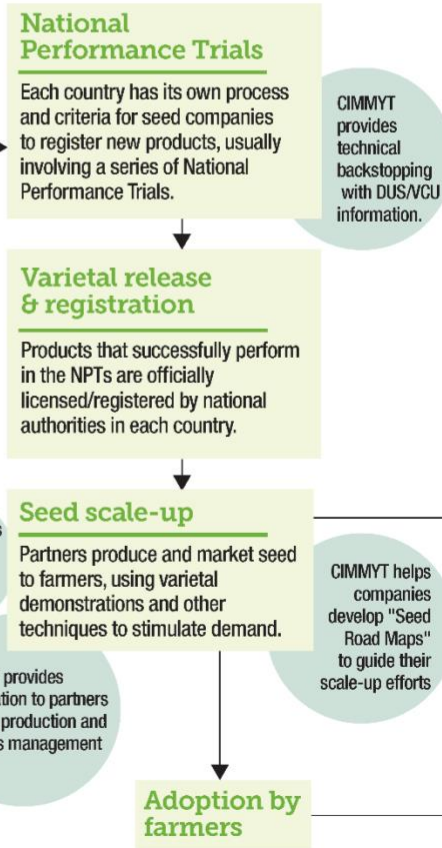 National
Performance Trials
Each country has its own process
and criteria for seed companies
to register new products, usually
involving a series of National
Performance Trials.
CIMMYT
provides
technical
backstopping
with DUS/VCU
information.
Varietal release
& registration
Products that successfully perform
in the NPTs are officially
licensed/registered by national
authorities in each country.
Seed scale-up
Partners produce and market seed
to farmers, using varietal
demonstrations and other
techniques to stimulate demand.
s
CIMMYT helps
companies
develop "Seed
Road Maps"
to guide their
scale-up efforts
provides
tion to partners
production and
s management
Adoption by
farmers